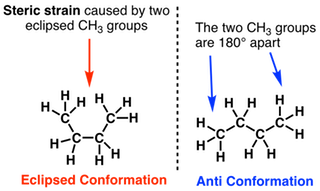 Steric strain caused by two
eclipsed CH3 groups
H
H H
H
C
C
H
H
H
C
C
H
H
H
H
Eclipsed Conformation
The two CH3 groups
are 180° apart
H
H
H
H
H
C
C
H
H
C
C
H
H
H
Anti Conformation